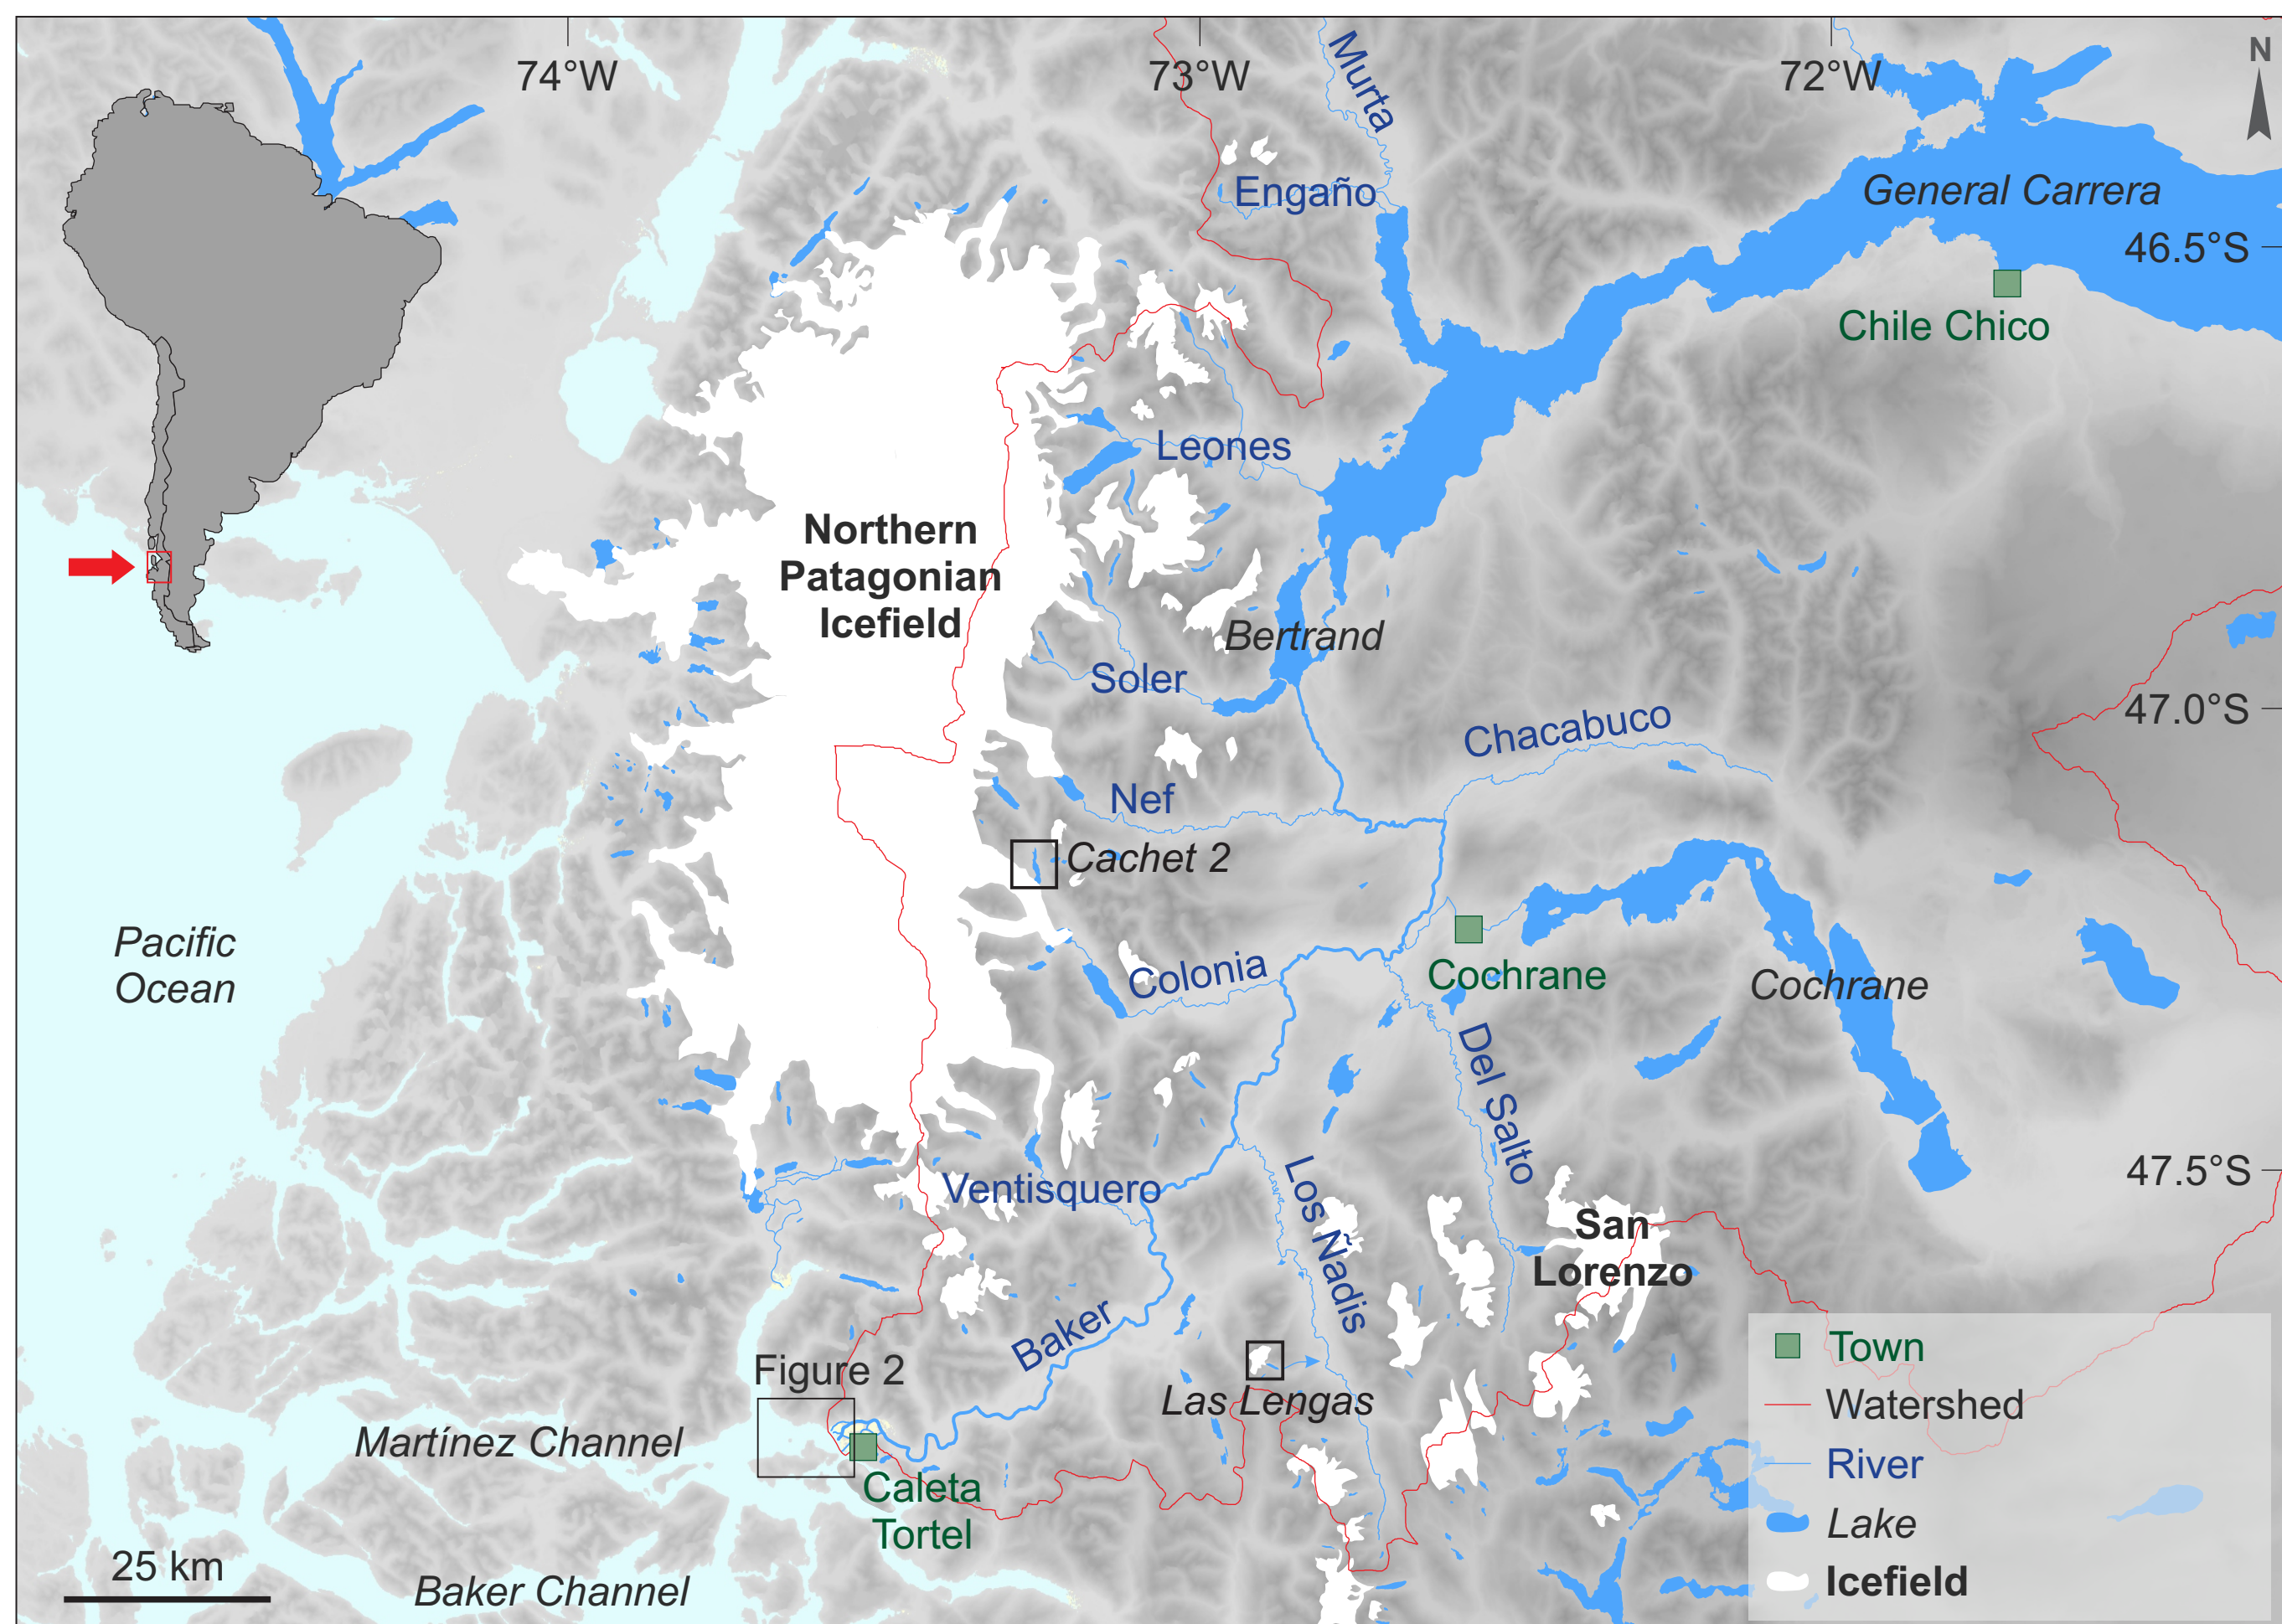 74°W
73°W
72°W
N
Murta
Engaño
General Carrera
46.5°S
Chile Chico
Leones
Northern
Patagonian
Icefield
Bertrand
Soler
47.0°S
Chacabuco
Nef
Cachet 2
Pacific
Ocean
Colonia
Cochrane
Cochrane
Del Salto
47.5°S
Ventisquero
Los Ñadis
San
Lorenzo
Baker
Figure 2
Las Lengas
Martínez Channel
Caleta
Tortel
Baker Channel
25 km
Town
Watershed
River
Lake
Icefield